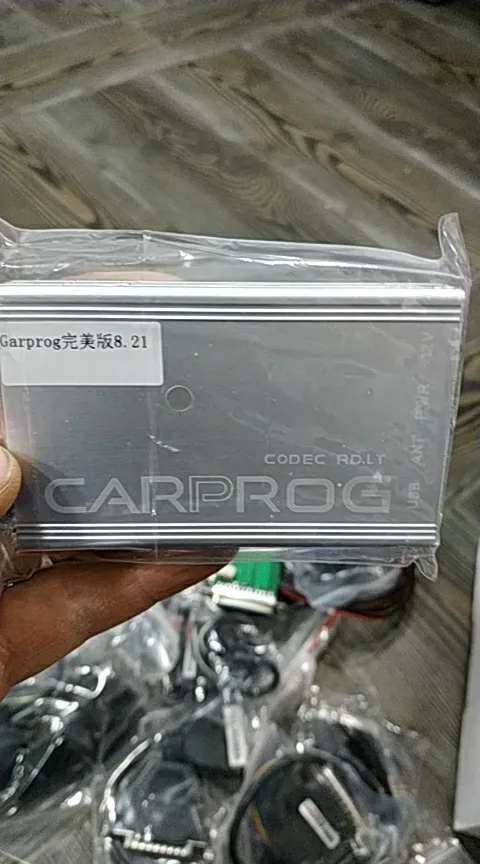 Garprog完美版8.21
CODEC RD.LT
CARPROG
USB ANT PWR 12V